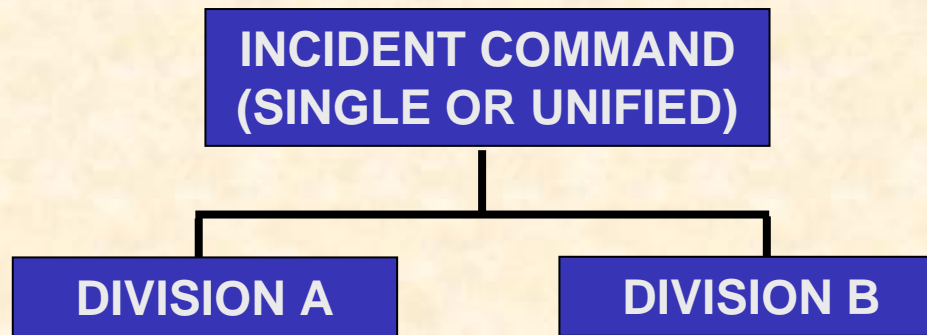 INCIDENT COMMAND
(SINGLE OR UNIFIED)
DIVISION A
DIVISION B